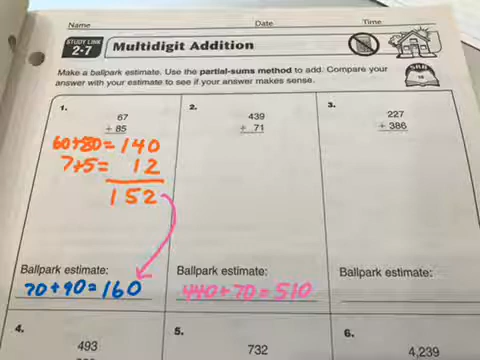 Name Date Time
STUDY LINK
2•7
Multidigit Addition
SRB
Make a ballpark estimate. Use the partial-sums method to add. Compare your
answer with your estimate to see if your answer makes sense.
1.
67
+ 85
60+80=140
7+5= 12
152
Ballpark estimate:
70+90=160
2.
439
+ 71
Ballpark estimate:
440+70=510
3.
227
+ 386
Ballpark estimate:
4.
493
5.
732
6.
4,239